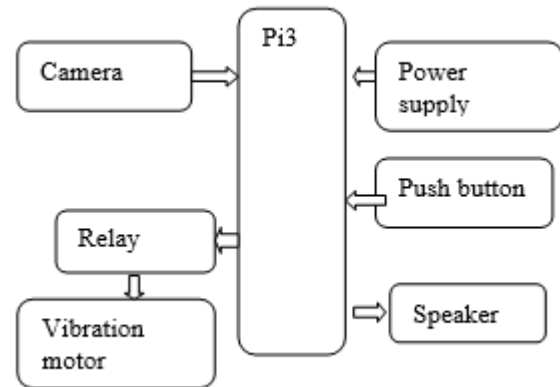 Camera
Pi3
Power
supply
Push button
Relay
Vibration
motor
Speaker